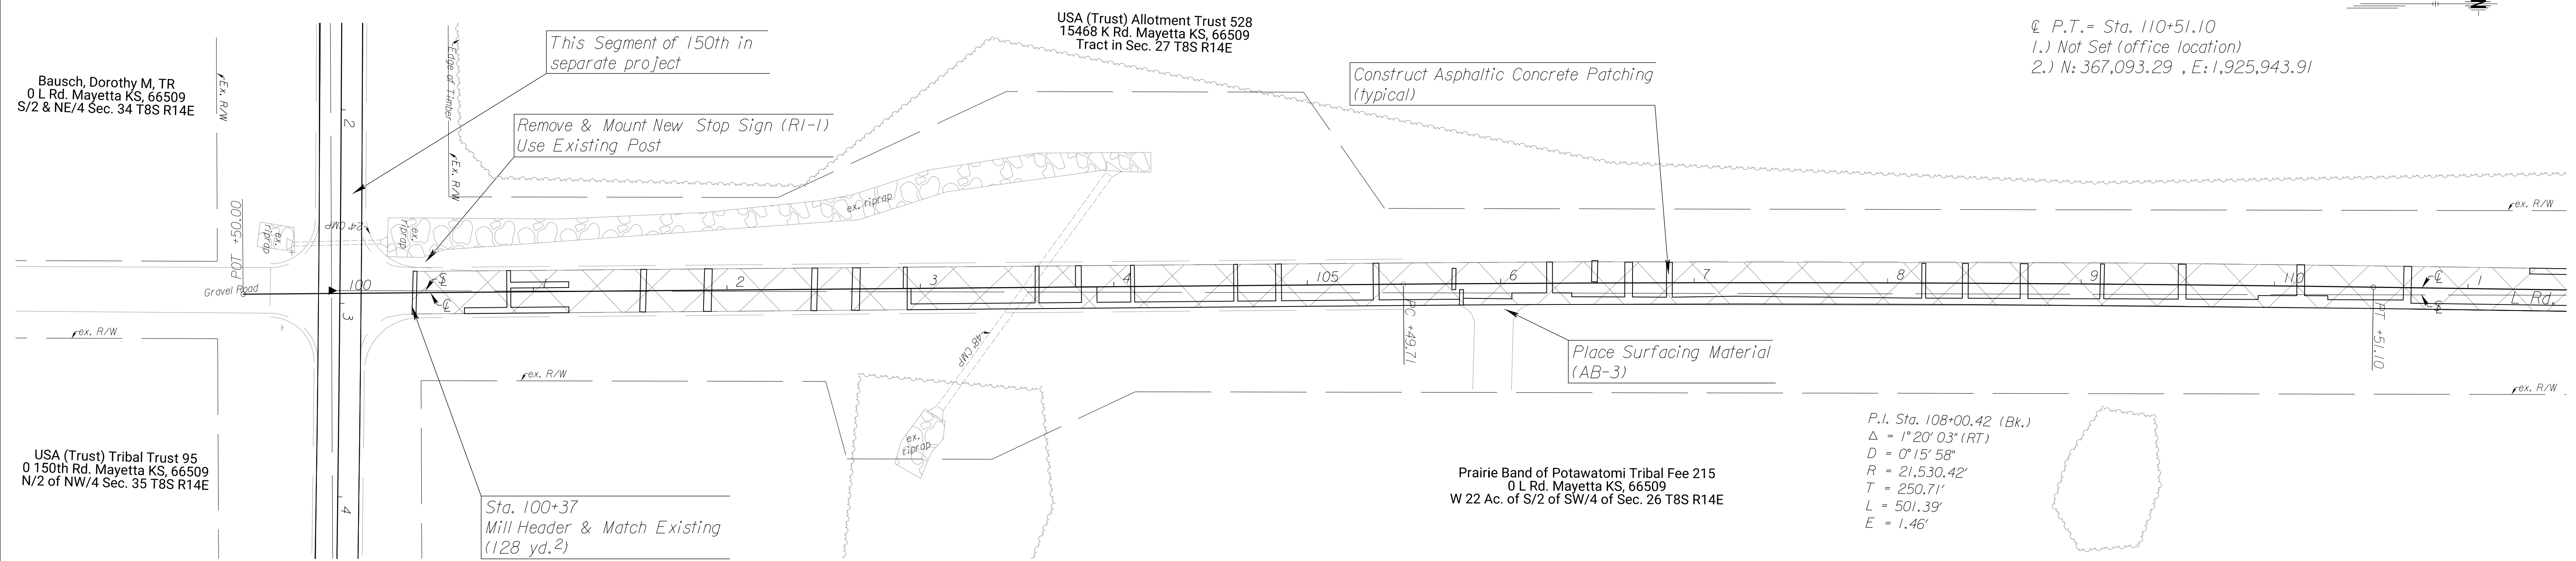 Bausch, Dorothy M, TR
0 L Rd. Mayetta KS, 66509
S/2 & NE/4 Sec. 34 T8S R14E
Ex. R/W
Edge of Timber
Ex. R/W
This Segment of 150th in
separate project
Remove & Mount New Stop Sign (R1-1)
Use Existing Post
USA (Trust) Allotment Trust 528
15468 K Rd. Mayetta KS, 66509
Tract in Sec. 27 T8S R14E
Construct Asphaltic Concrete Patching
(typical)
℄ P.T.= Sta. 110+51.10
1.) Not Set (office location)
2.) N: 367,093.29 , E: 1,925,943.91
N
2
POT +50.00
ex.
riprap
24" CMP
ex.
riprap
ex. riprap
ex. R/W
Gravel Road
100
℄
℄
1
2
3
4
105
6
7
8
9
110
℄
1
℄
L Rd.
3
ex. R/W
48" CMP
PC +49.71
PT +51.10
Place Surfacing Material
(AB-3)
ex. R/W
ex. R/W
ex.
riprap
P.I. Sta. 108+00.42 (Bk.)
Δ = 1° 20' 03" (RT)
D = 0° 15' 58"
R = 21,530.42'
T = 250.71'
L = 501.39'
E = 1.46'
USA (Trust) Tribal Trust 95
0 150th Rd. Mayetta KS, 66509
N/2 of NW/4 Sec. 35 T8S R14E
4
Sta. 100+37
Mill Header & Match Existing
(128 yd.2)
Prairie Band of Potawatomi Tribal Fee 215
0 L Rd. Mayetta KS, 66509
W 22 Ac. of S/2 of SW/4 of Sec. 26 T8S R14E